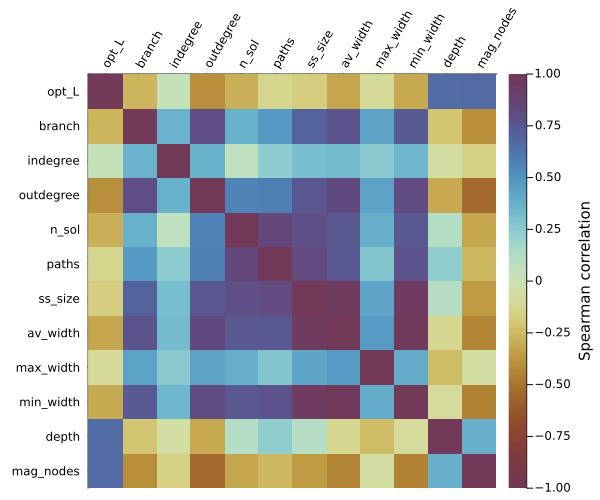 opt_L
branch
indegree
outdegree
n_sol
paths
ss_size
av_width
max_width
min_width
depth
mag_nodes
opt_L
branch
indegree
outdegree
n_sol
paths
ss_size
av_width
max_width
min_width
depth
mag_nodes
1.00
0.75
0.50
0.25
0
−0.25
−0.50
−0.75
−1.00
Spearman correlation